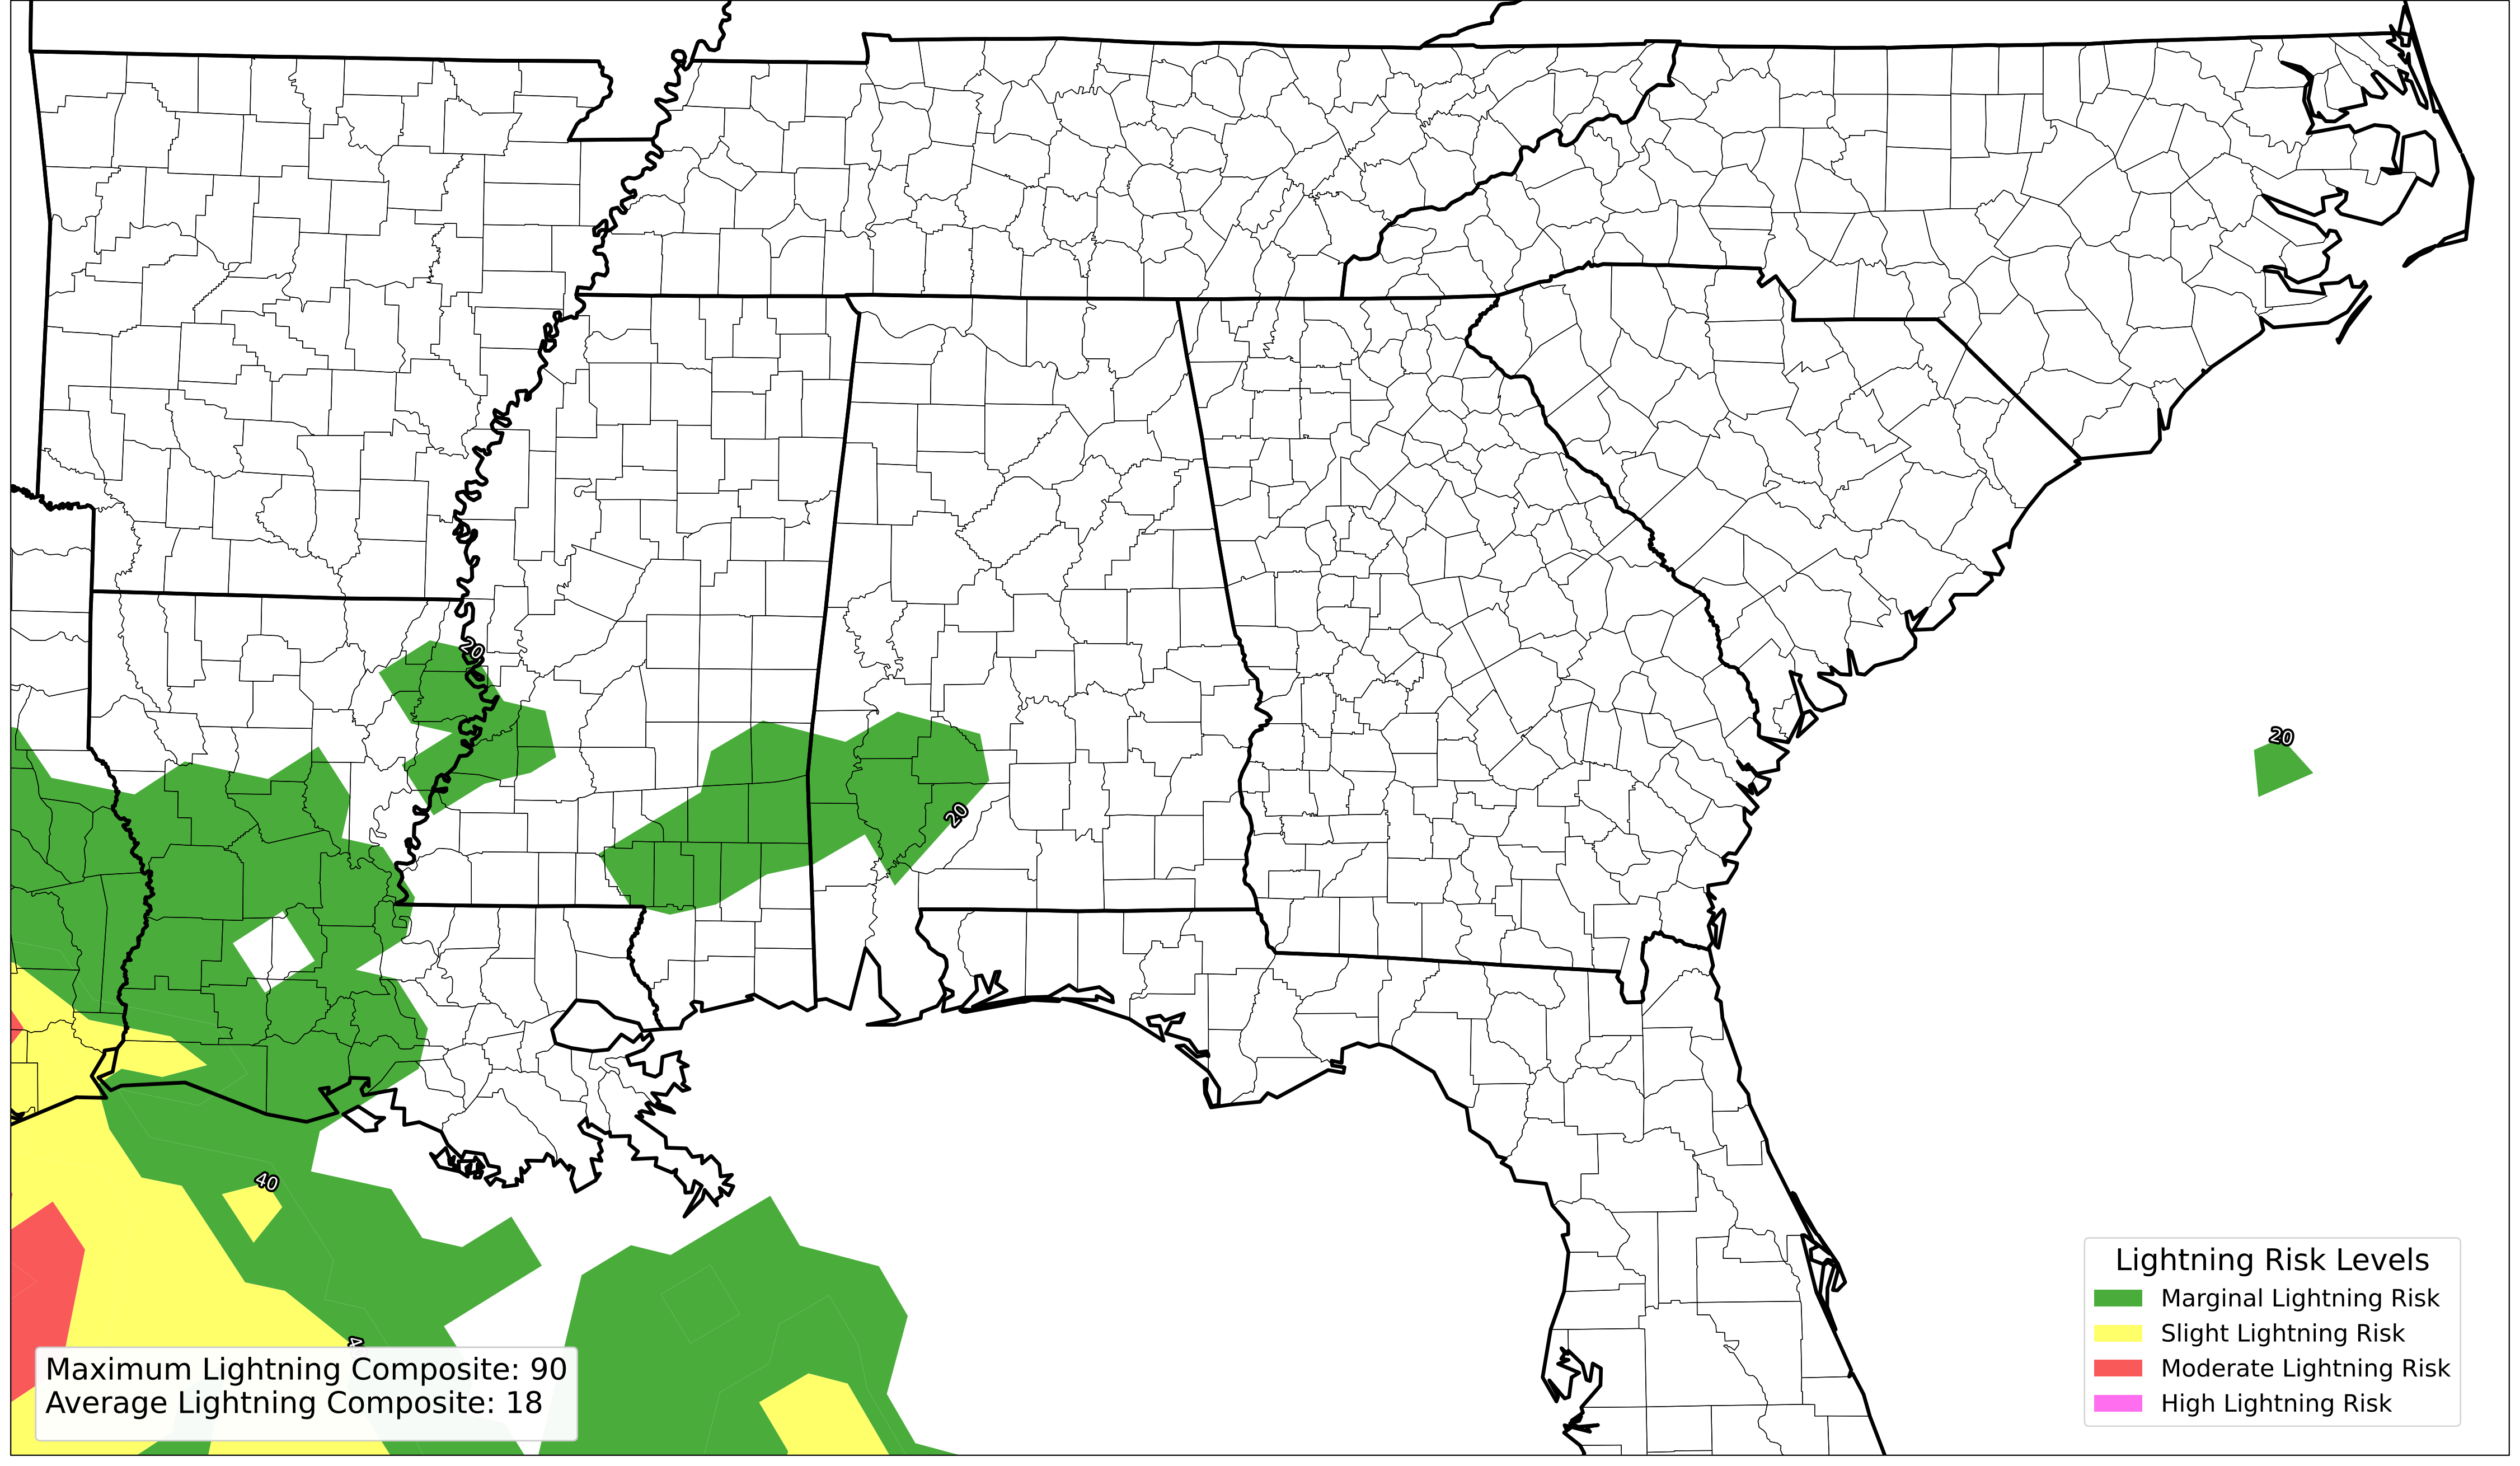 20
20
20
40
Lightning Risk Levels
Marginal Lightning Risk
Slight Lightning Risk
Moderate Lightning Risk
High Lightning Risk
Maximum Lightning Composite: 90
Average Lightning Composite: 18